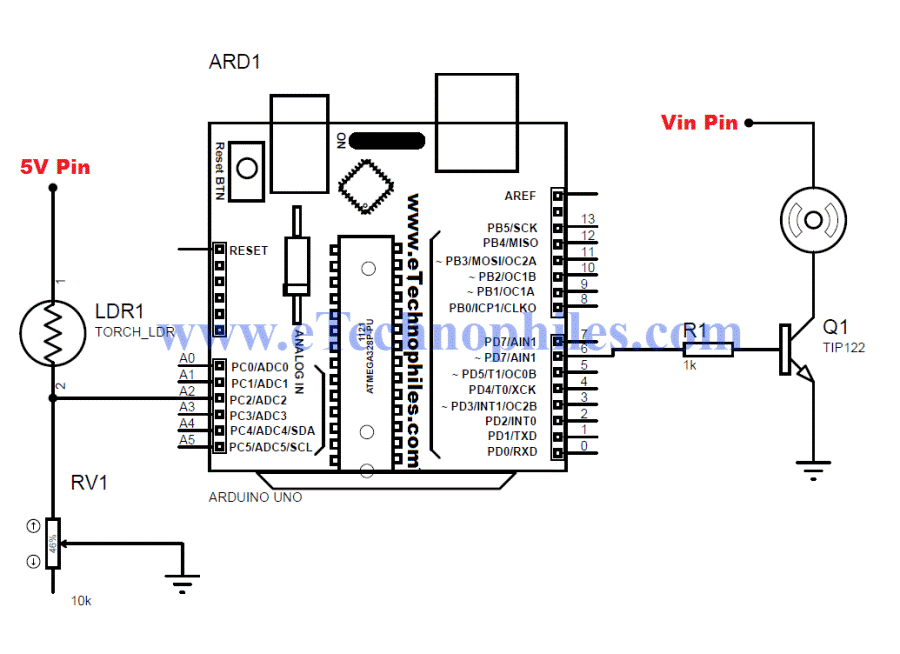 ARD1
Vin Pin
5V Pin
Reset BTN
ON
www.eTechnophiles.com
AREF
PB5/SCK 13
PB4/MISO 12
~ PB3/MOSI/OC2A 11
~ PB2/OC1B 10
~ PB1/OC1A 9
PB0/ICP1/CLKO 8
RESET
1
LDR1
TORCH_LDR
2
www.eTechnophiles.com
1121
ATMEGA328P-PU
ANALOG IN
PD7/AIN1 7
~ PD7/AIN1 6
~ PD5/T1/OC0B 5
PD4/T0/XCK 4
~ PD3/INT1/OC2B 3
PD2/INT0 2
PD1/TXD 1
PD0/RXD 0
A0 PC0/ADC0
A1 PC1/ADC1
A2 PC2/ADC2
A3 PC3/ADC3
A4 PC4/ADC4/SDA
A5 PC5/ADC5/SCL
R1
1k
Q1
TIP122
ARDUINO UNO
RV1
46%
10k